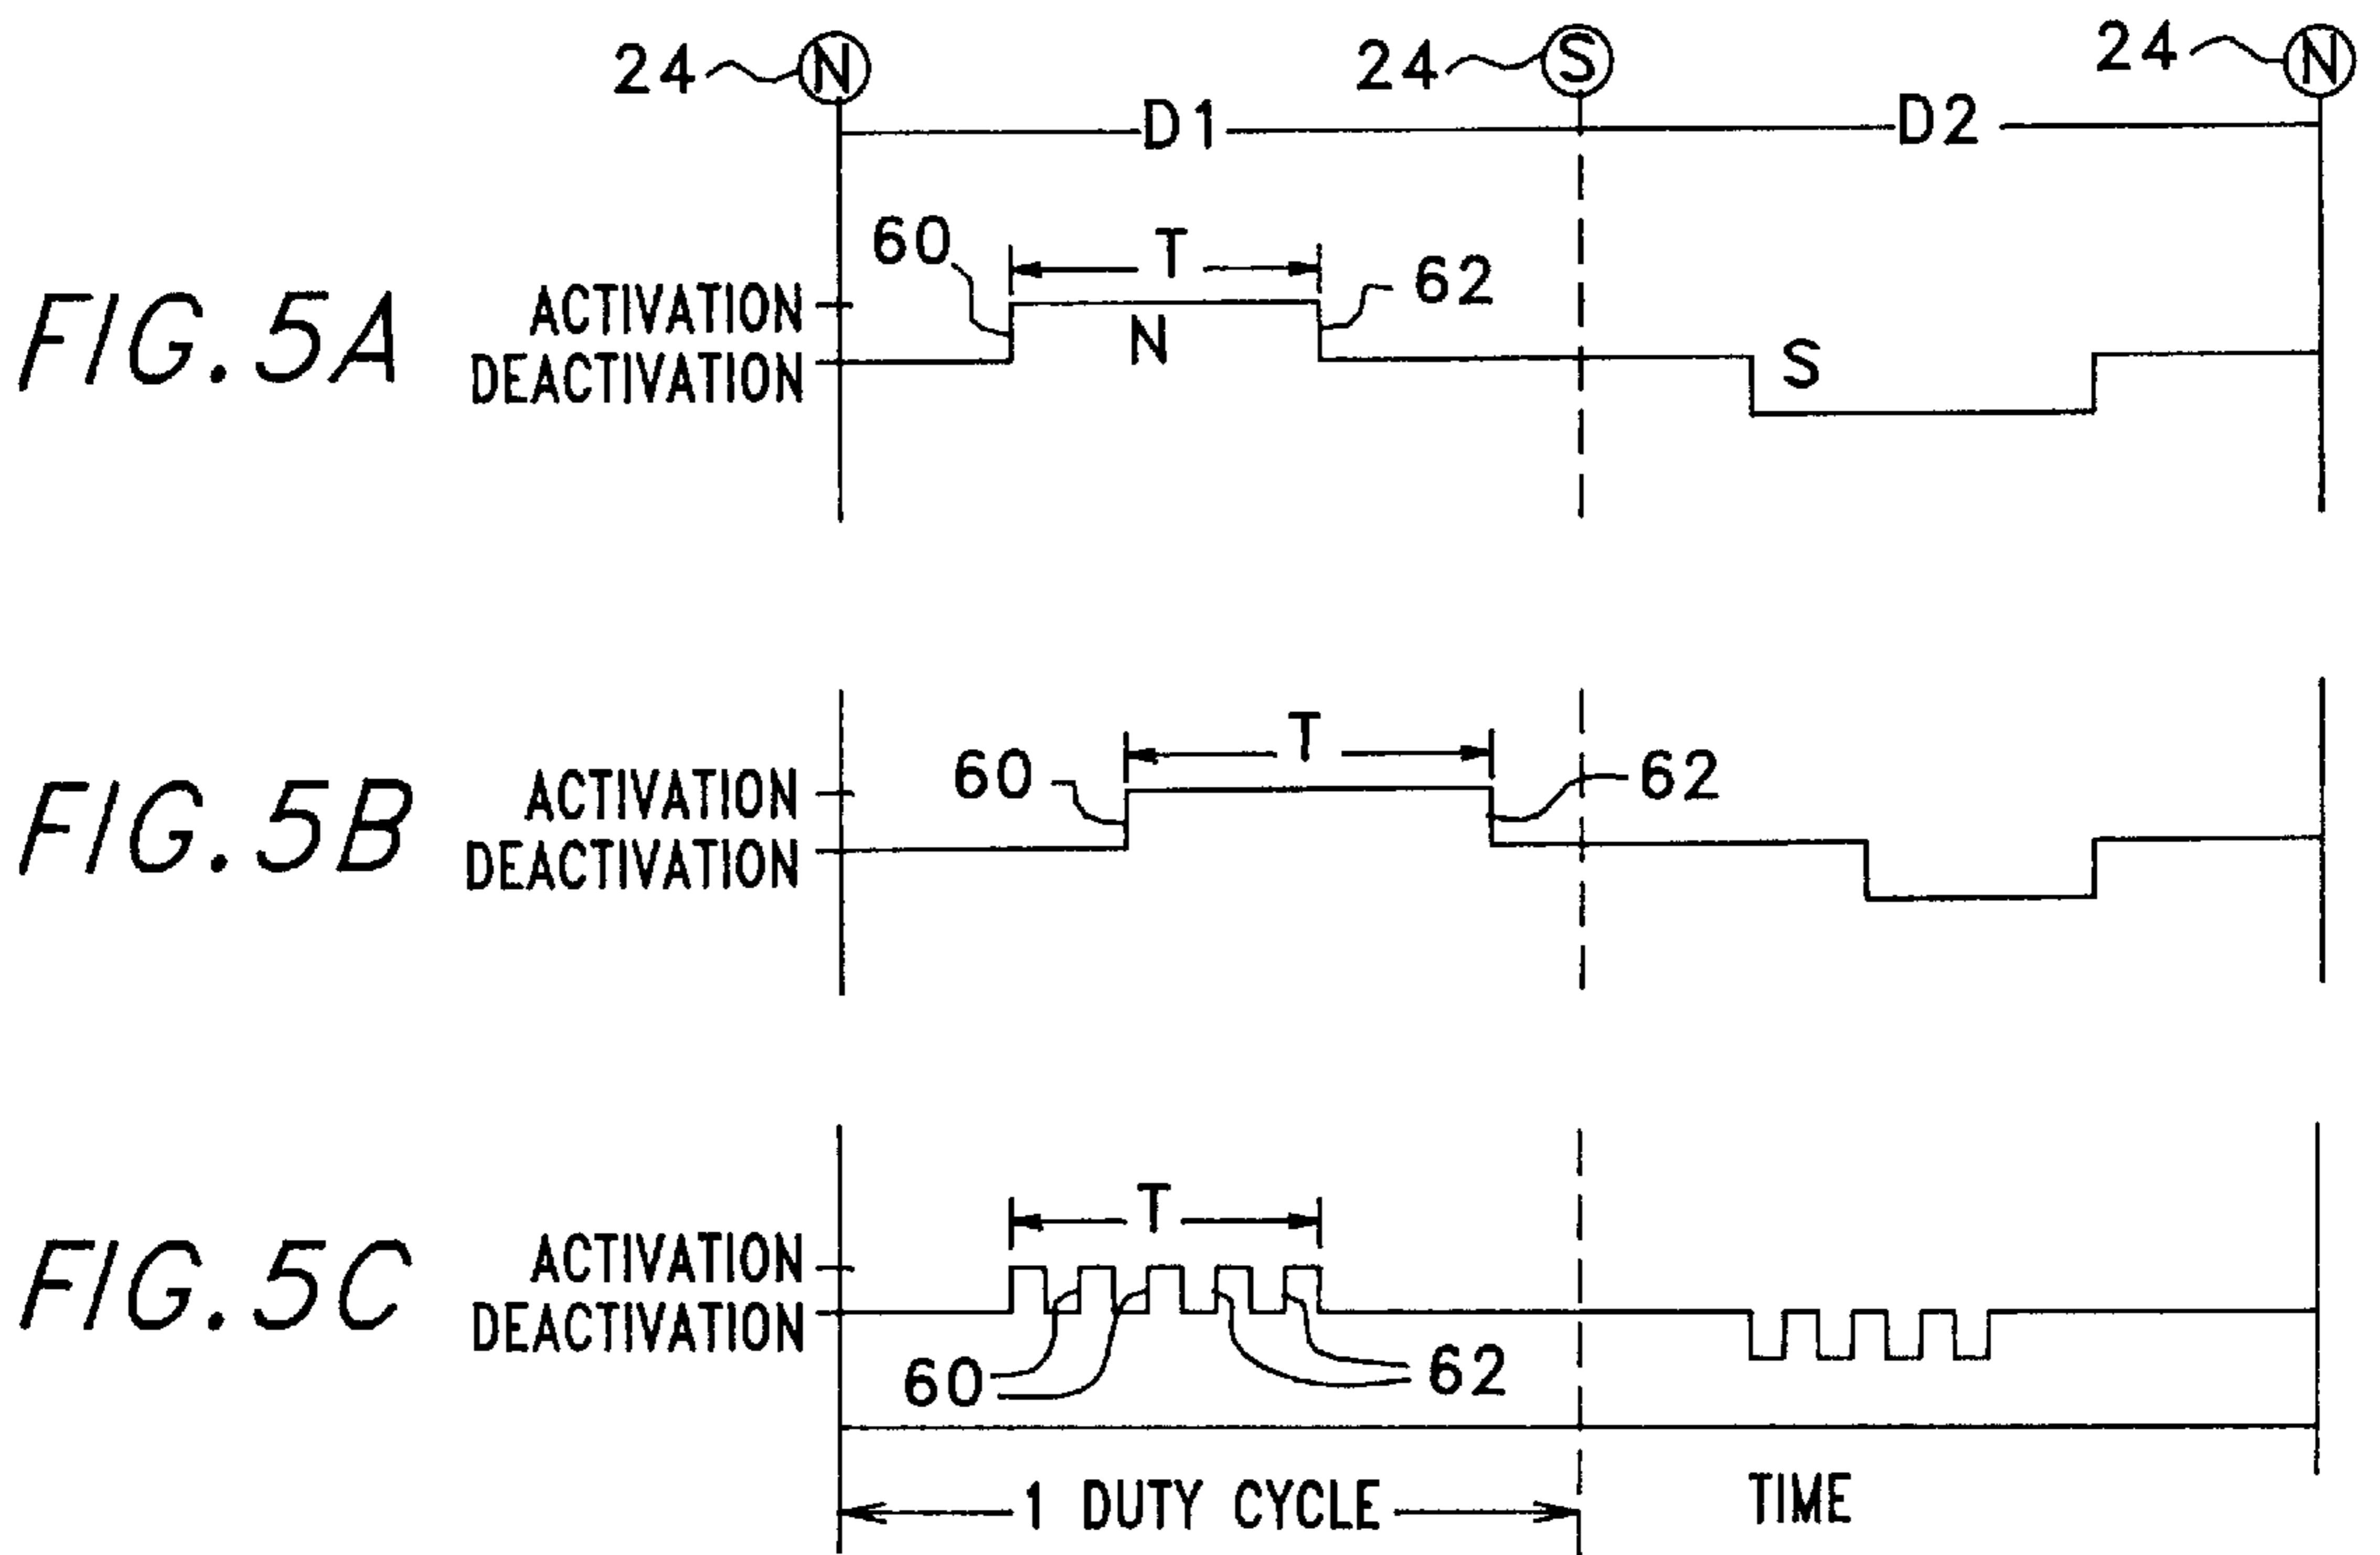 24 N 24 S 24 N
D1 D2
60 T 62
FIG. 5A
ACTIVATION
DEACTIVATION
N S
T
60 62
FIG. 5B
ACTIVATION
DEACTIVATION
T
FIG. 5C
ACTIVATION
DEACTIVATION
60 62
1 DUTY CYCLE TIME